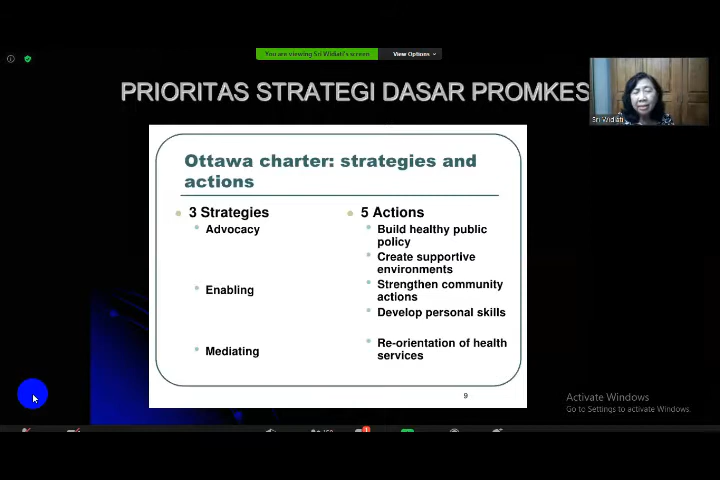 You are viewing Sri Widiati's screen
View Options
PRIORITAS STRATEGI DASAR PROMKES
Sri Widiati
Ottawa charter: strategies and
actions
3 Strategies
Advocacy
Enabling
Mediating
5 Actions
Build healthy public
policy
Create supportive
environments
Strengthen community
actions
Develop personal skills
Re-orientation of health
services
9
Activate Windows
Go to Settings to activate Windows.